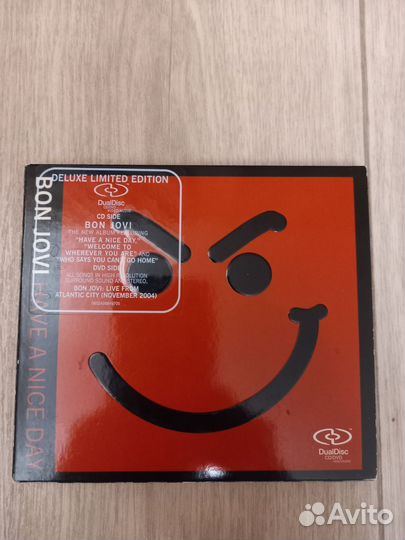 BON JOVI HAVE A NICE DAY
DELUXE LIMITED EDITION
DualDisc
CD SIDE
BON JOVI
THE NEW ALBUM FEATURING
"HAVE A NICE DAY,"
"WELCOME TO
WHEREVER YOU ARE" AND
"WHO SAYS YOU CAN'T GO HOME"
DVD SIDE
ALL SONGS IN HIGH RESOLUTION
SURROUND SOUND AND STEREO.
BON JOVI: LIVE FROM
ATLANTIC CITY (NOVEMBER 2004)
DualDisc
CD/DVD
Avito